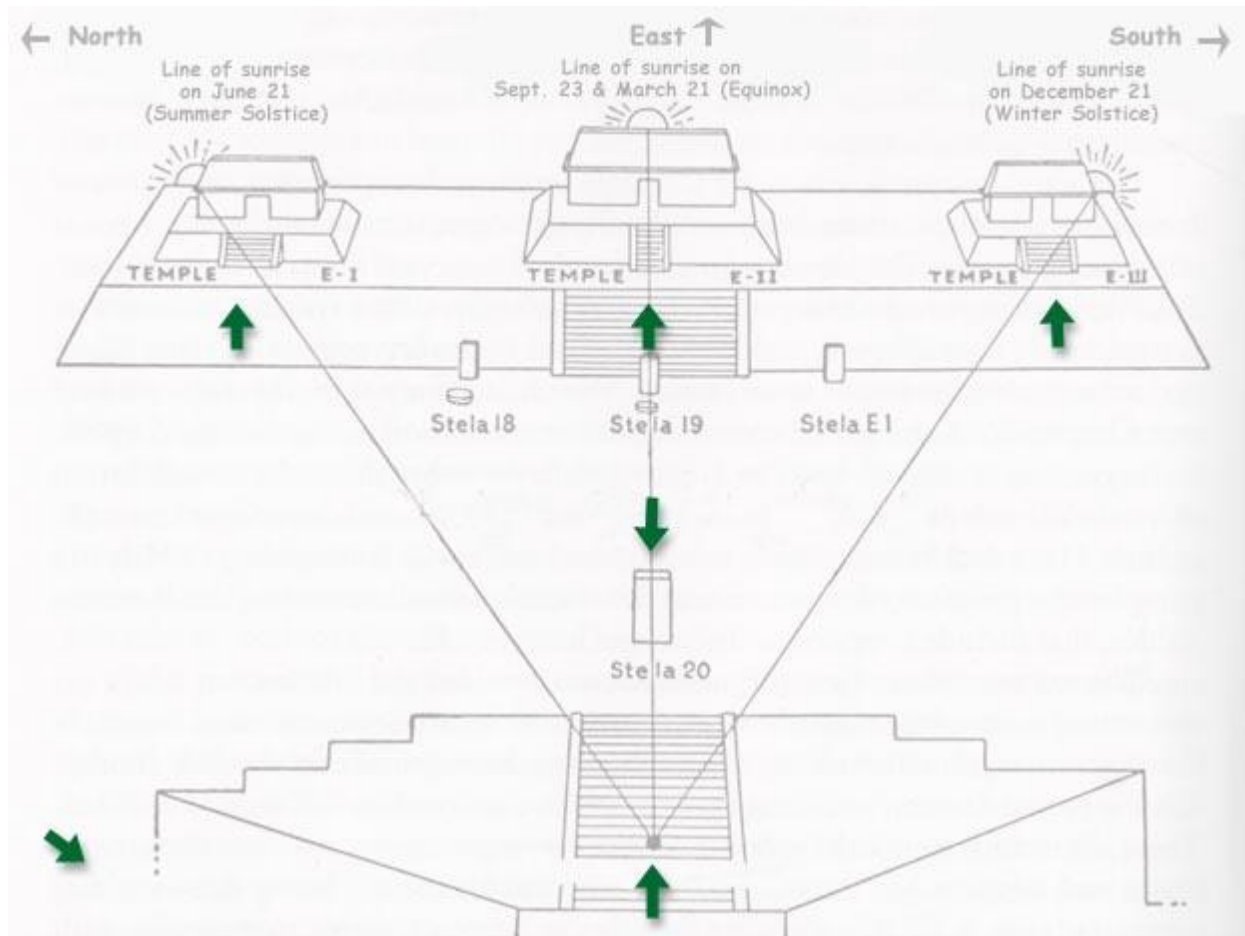 ← North
East ↑
South →
Line of sunrise
on June 21
(Summer Solstice)
Line of sunrise on
Sept. 23 & March 21 (Equinox)
Line of sunrise
on December 21
(Winter Solstice)
TEMPLE E-I
TEMPLE E-II
TEMPLE E-III
Stela 18
Stela 19
Stela E1
Stela 20